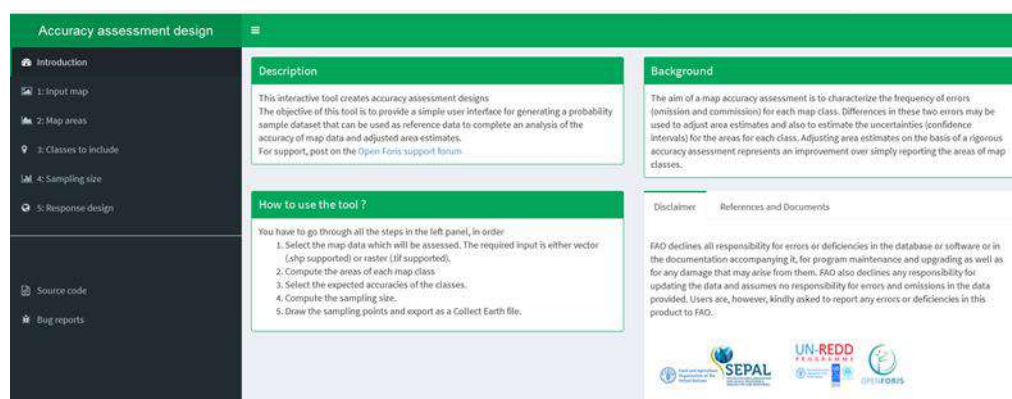 Accuracy assessment design
Introduction
1: Input map
2: Map areas
3: Classes to include
4: Sampling size
5: Response design
Source code
Bug reports
Description
This interactive tool creates accuracy assessment designs
The objective of this tool is to provide a simple user interface for generating a probability
sample dataset that can be used as reference data to complete an analysis of the
accuracy of map data and adjusted area estimates.
For support, post on the Open Foris support forum
Background
The aim of a map accuracy assessment is to characterize the frequency of errors
(omission and commission) for each map class. Differences in these two errors may be
used to adjust area estimates and also to estimate the uncertainties (confidence
intervals) for the areas for each class. Adjusting area estimates on the basis of a rigorous
accuracy assessment represents an improvement over simply reporting the areas of map
classes.
How to use the tool ?
You have to go through all the steps in the left panel, in order
1. Select the map data which will be assessed. The required input is either vector
(.shp supported) or raster (.tif supported).
2. Compute the areas of each map class
3. Select the expected accuracies of the classes.
4. Compute the sampling size.
5. Draw the sampling points and export as a Collect Earth file.
Disclaimer References and Documents
FAO declines all responsibility for errors or deficiencies in the database or software or in
the documentation accompanying it, for program maintenance and upgrading as well as
for any damage that may arise from them. FAO also declines any responsibility for
updating the data and assumes no responsibility for errors and omissions in the data
provided. Users are, however, kindly asked to report any errors or deficiencies in this
product to FAO.
Food and Agriculture
Organization of the
United Nations
SEPAL
UN-REDD
PROGRAMME
OPENFORIS